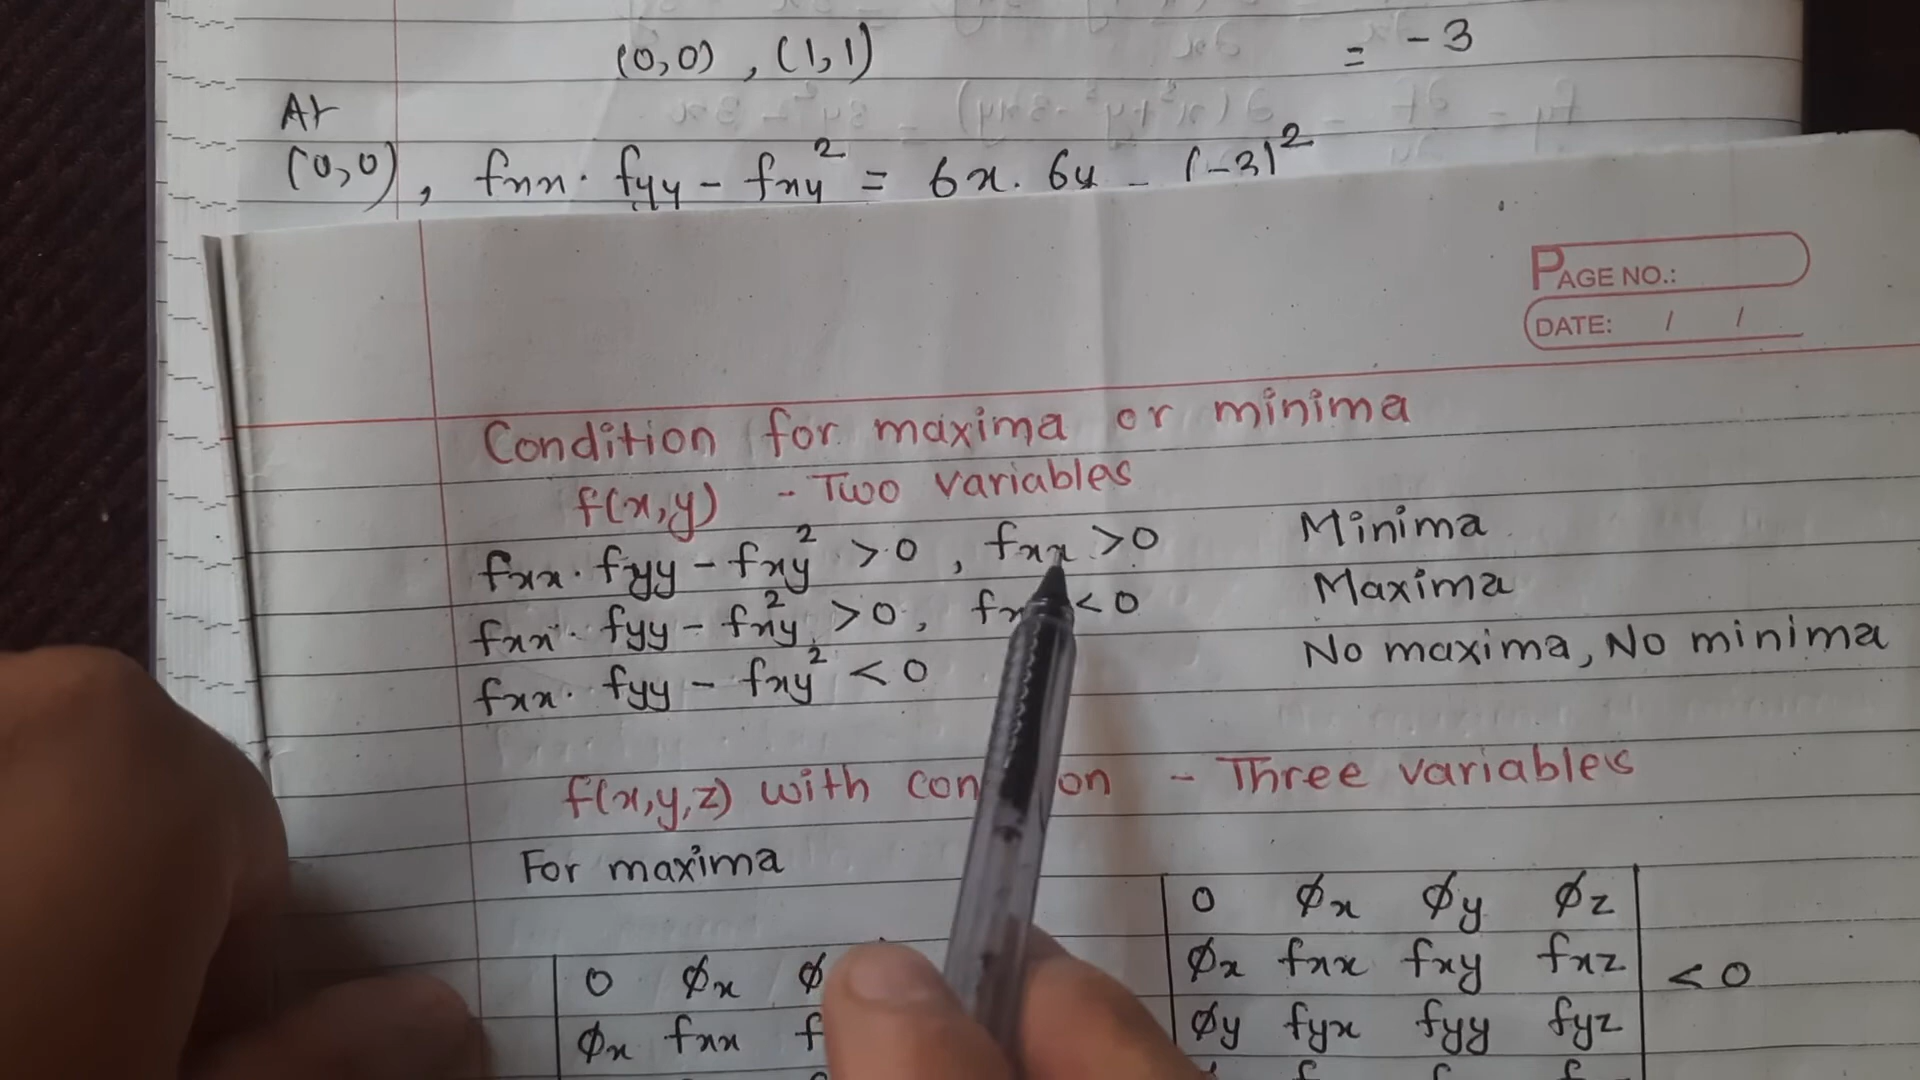 (0,0) , (1,1) = -3
At
(0,0), fxx. fyy - fxy² = 6x. 6y - (-3)²
PAGE NO.:
DATE: / /
Condition for maxima or minima
f(x,y) - Two variables
fxx. fyy - fxy² >0 , fxx >0 Minima
fxx. fyy - fxy² >0, <0 Maxima
fxx. fyy - fxy² <0 No maxima, No minima
f(x,y,z) with - Three variables
For maxima
0 ϕx ϕy ϕz
ϕx fxx fxy fxz <0
ϕy fyx fyy fyz
0 ϕx
ϕx fxx